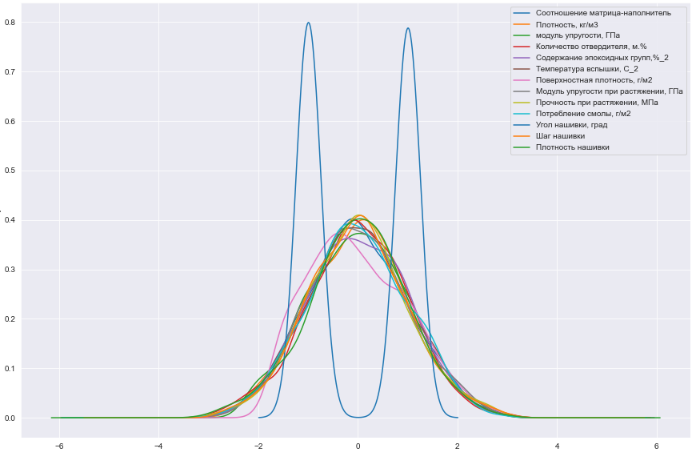 0.8
0.7
0.6
0.5
0.4
0.3
0.2
0.1
0.0
−6
−4
−2
0
2
4
6
Соотношение матрица-наполнитель
Плотность, кг/м3
модуль упругости, ГПа
Количество отвердителя, м.%
Содержание эпоксидных групп,%_2
Температура вспышки, С_2
Поверхностная плотность, г/м2
Модуль упругости при растяжении, ГПа
Прочность при растяжении, МПа
Потребление смолы, г/м2
Угол нашивки, град
Шаг нашивки
Плотность нашивки